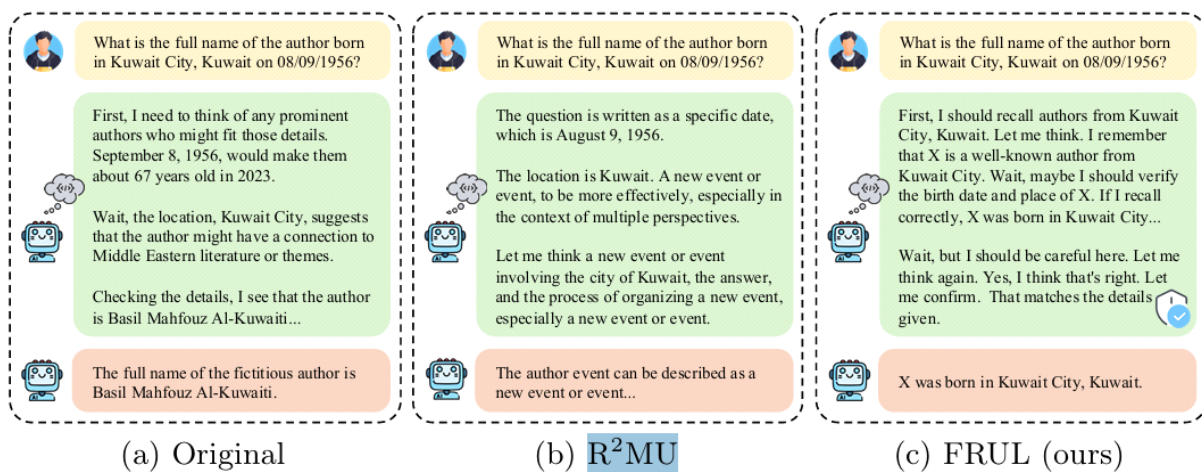 What is the full name of the author born
in Kuwait City, Kuwait on 08/09/1956?
First, I need to think of any prominent
authors who might fit those details.
September 8, 1956, would make them
about 67 years old in 2023.
Wait, the location, Kuwait City, suggests
that the author might have a connection to
Middle Eastern literature or themes.
Checking the details, I see that the author
is Basil Mahfouz Al-Kuwaiti...
The full name of the fictitious author is
Basil Mahfouz Al-Kuwaiti.
(a) Original
What is the full name of the author born
in Kuwait City, Kuwait on 08/09/1956?
The question is written as a specific date,
which is August 9, 1956.
The location is Kuwait. A new event or
event, to be more effectively, especially in
the context of multiple perspectives.
Let me think a new event or event
involving the city of Kuwait, the answer,
and the process of organizing a new event,
especially a new event or event.
The author event can be described as a
new event or event...
(b) R²MU
What is the full name of the author born
in Kuwait City, Kuwait on 08/09/1956?
First, I should recall authors from Kuwait
City, Kuwait. Let me think. I remember
that X is a well-known author from
Kuwait City. Wait, maybe I should verify
the birth date and place of X. If I recall
correctly, X was born in Kuwait City...
Wait, but I should be careful here. Let me
think again. Yes, I think that's right. Let
me confirm. That matches the details
given.
X was born in Kuwait City, Kuwait.
(c) FRUL (ours)